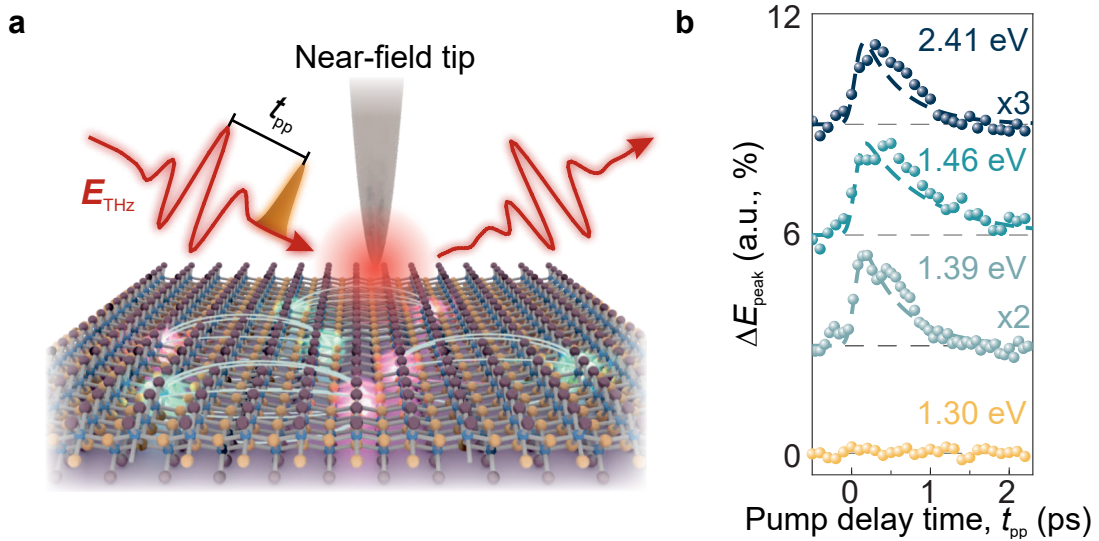 a
Near-field tip
t_pp
E_THz
b
12
2.41 eV
x3
1.46 eV
6
1.39 eV
x2
1.30 eV
0
ΔE_peak (a.u., %)
0 1 2
Pump delay time, t_pp (ps)